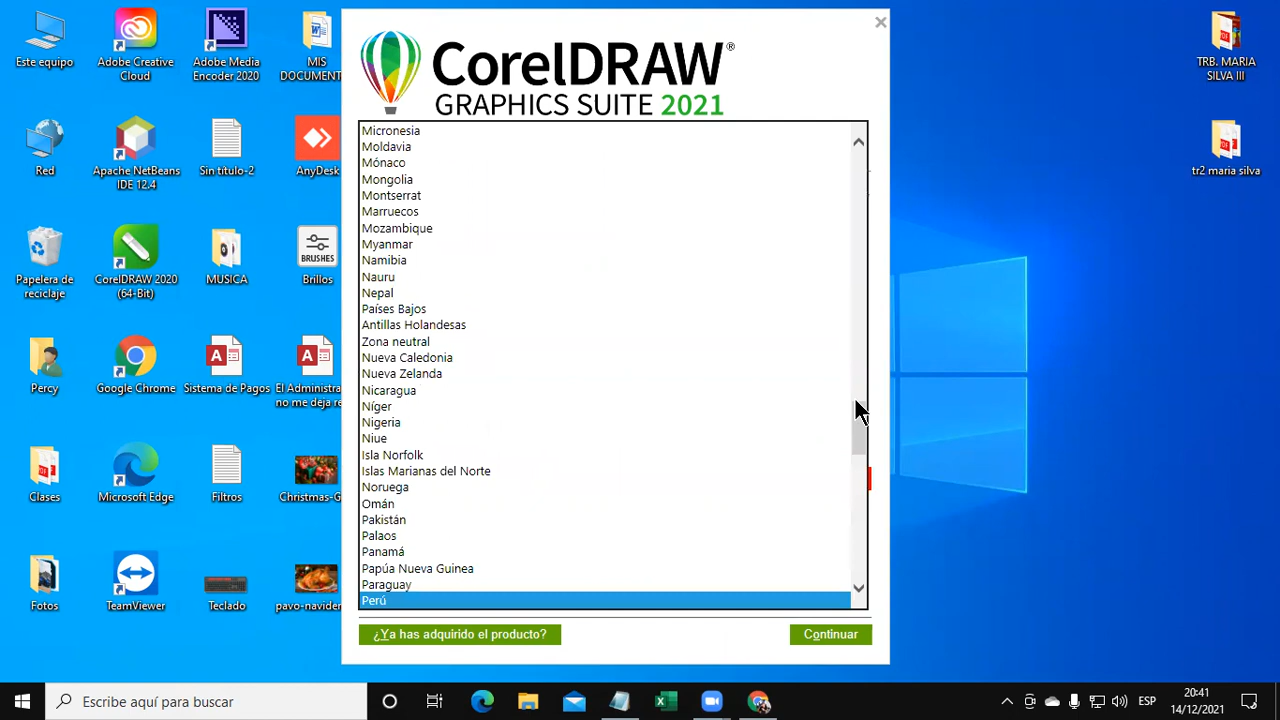 Este equipo
Adobe Creative
Cloud
Adobe Media
Encoder 2020
MIS
DOCUMENT
Red
Apache NetBeans
IDE 12.4
Sin titulo-2
AnyDesk
Papelera de
reciclaje
CorelDRAW 2020
(64-Bit)
MUSICA
BRUSHES
Brillos
Percy
Google Chrome
Sistema de Pagos
El Administra
no me deja re
Clases
Microsoft Edge
Filtros
Christmas-G
Fotos
TeamViewer
Teclado
pavo-navider
CorelDRAW®
GRAPHICS SUITE 2021
Micronesia
Moldavia
Mónaco
Mongolia
Montserrat
Marruecos
Mozambique
Myanmar
Namibia
Nauru
Nepal
Países Bajos
Antillas Holandesas
Zona neutral
Nueva Caledonia
Nueva Zelanda
Nicaragua
Níger
Nigeria
Niue
Isla Norfolk
Islas Marianas del Norte
Noruega
Omán
Pakistán
Palaos
Panamá
Papúa Nueva Guinea
Paraguay
Perú
¿Ya has adquirido el producto?
Continuar
TRB. MARIA
SILVA III
tr2 maria silva
Escribe aquí para buscar
ESP
20:41
14/12/2021